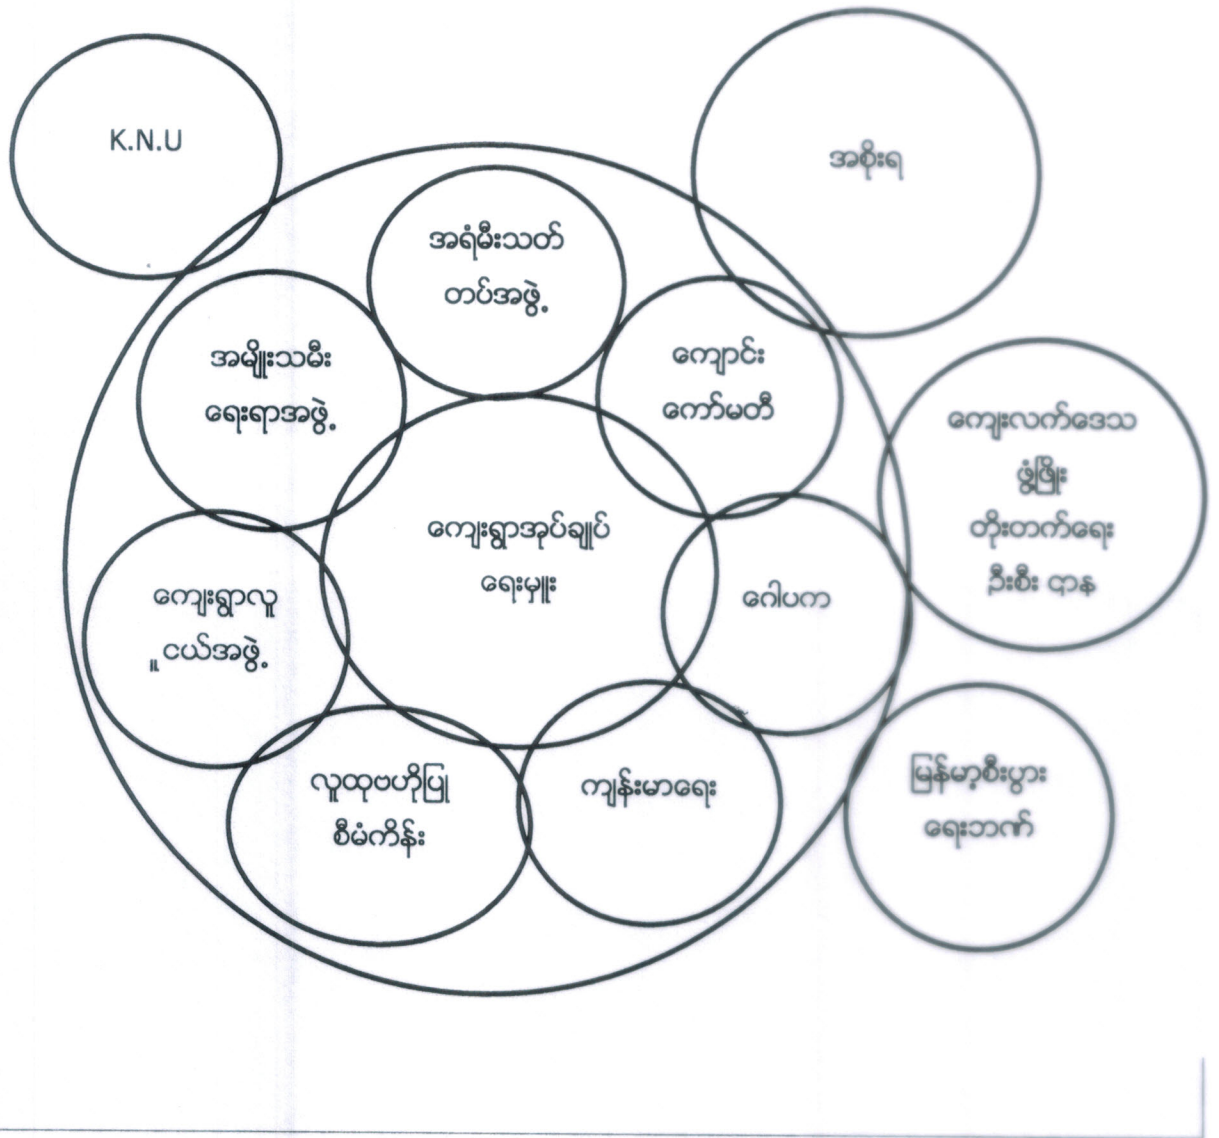 K.N.U
အစိုးရ
အရံမီးသတ်
တပ်အဖွဲ့
အမျိုးသမီး
ရေးရာအဖွဲ့
ကျောင်း
ကော်မတီ
ကျေးလက်ဒေသ
ဖွံ့ဖြိုး
တိုးတက်ရေး
ဦးစီး ဌာန
ကျေးရွာအုပ်ချုပ်
ရေးမှူး
ဂေါပက
ကျေးရွာလူ
ူငယ်အဖွဲ့
လူထုဗဟိုပြု
စီမံကိန်း
ကျန်းမာရေး
မြန်မာ့စီးပွား
ရေးဘဏ်